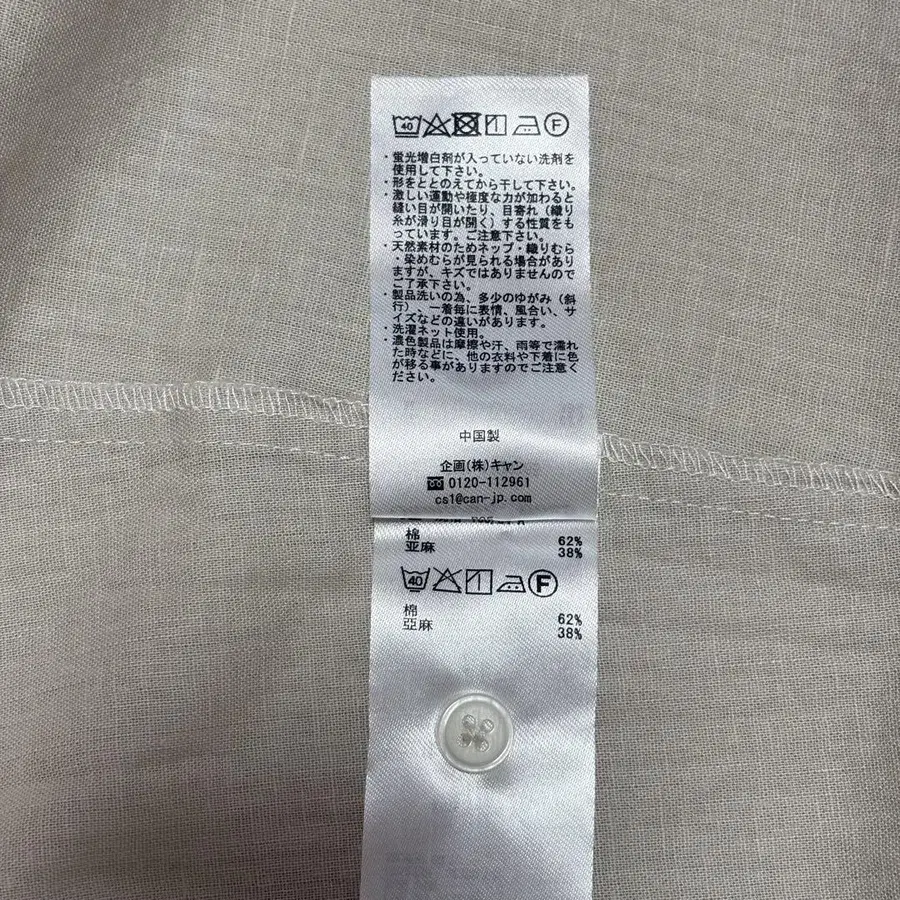 40 F
・蛍光増白剤が入っていない洗剤を
使用して下さい。
・形をととのえてから干して下さい。
・激しい運動や極度な力が加わると
縫い目が開いたり、目寄れ（織り
糸が滑り目が開く）する性質をも
っています。ご注意下さい。
・天然素材のためネップ・織りむら
・染めむらが見られる場合があり
ますが、キズではありませんので
ご了承下さい。
・製品洗いの為、多少のゆがみ（斜
行）、一着毎に表情、風合い、サ
イズなどの違いがあります。
・洗濯ネット使用。
・濃色製品は摩擦や汗、雨等で濡れ
た時などに、他の衣料や下着に色
が移る事がありますのでご注意く
ださい。
中国製
企画(株)キャン
0120-112961
cs1@can-jp.com
棉 62%
亚麻 38%
40 F
棉 62%
亞麻 38%